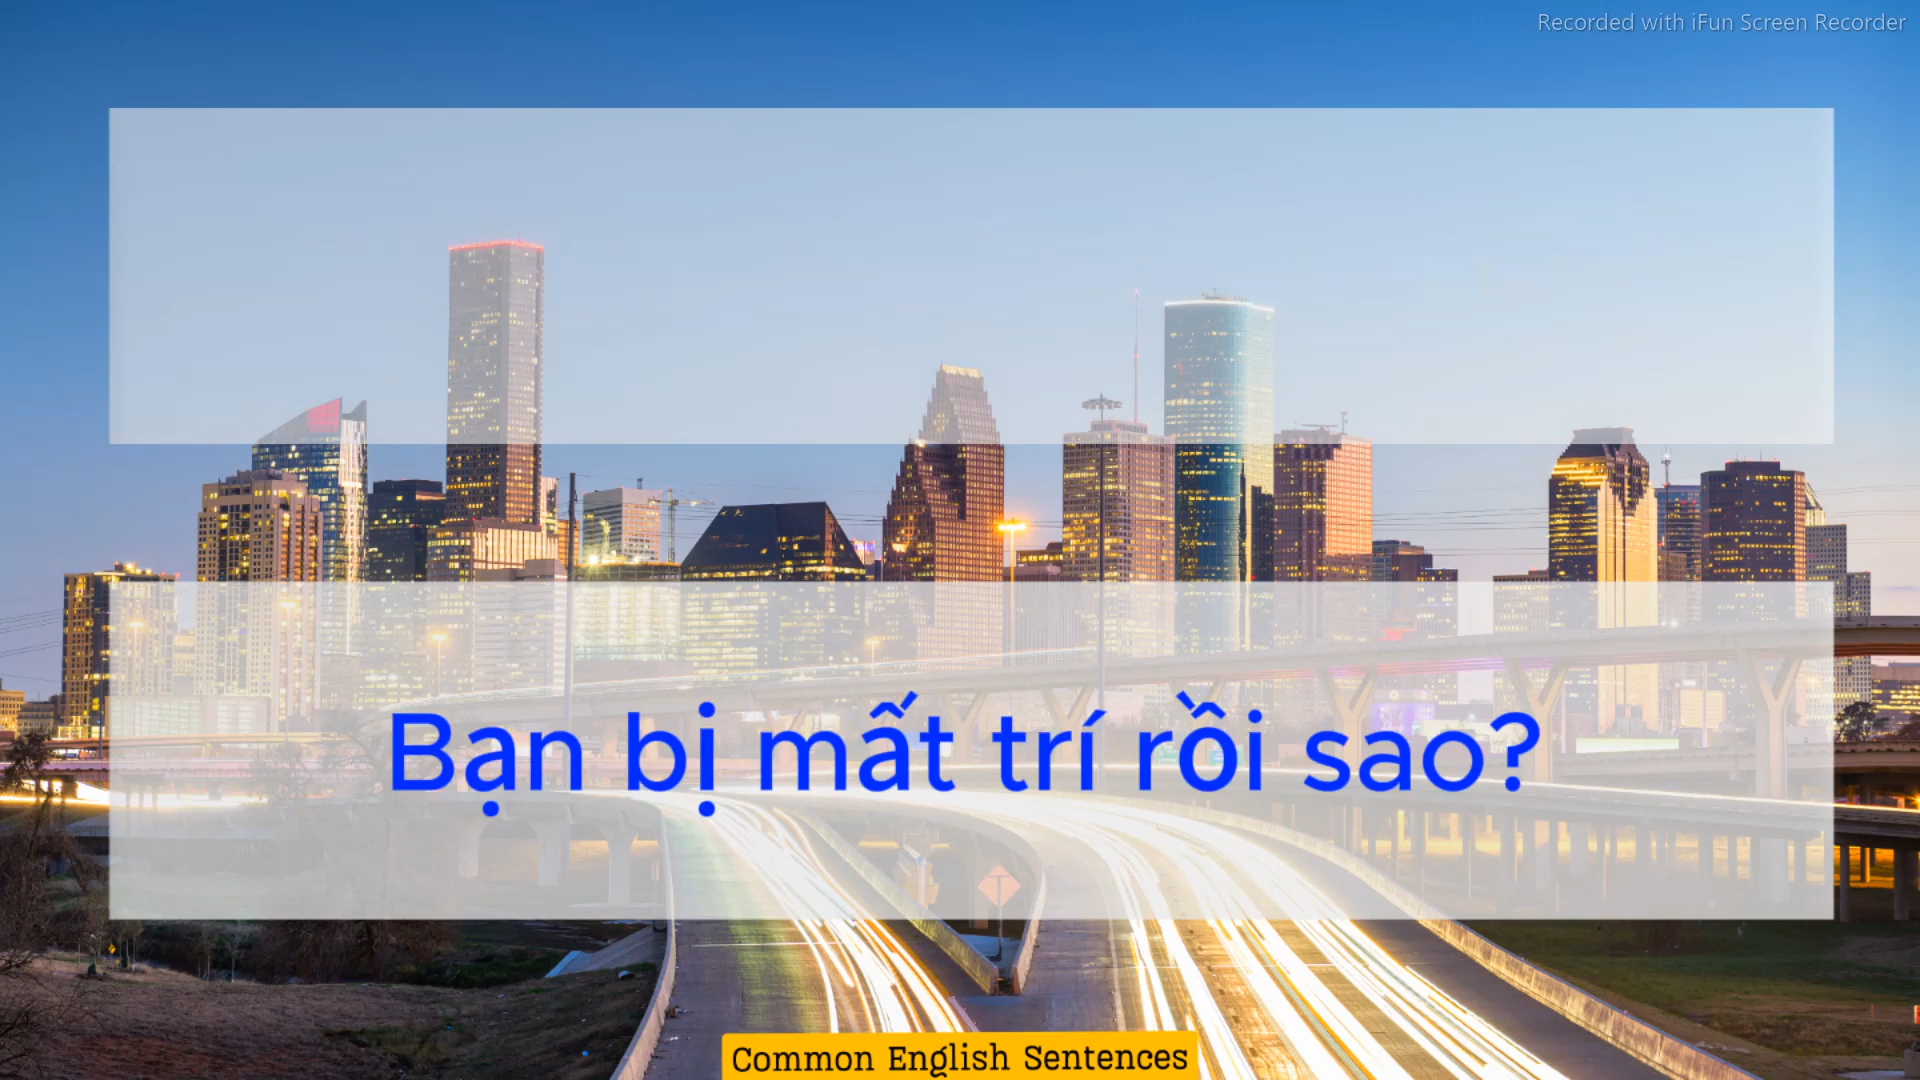 Recorded with iFun Screen Recorder
Bạn bị mất trí rồi sao?
Common English Sentences